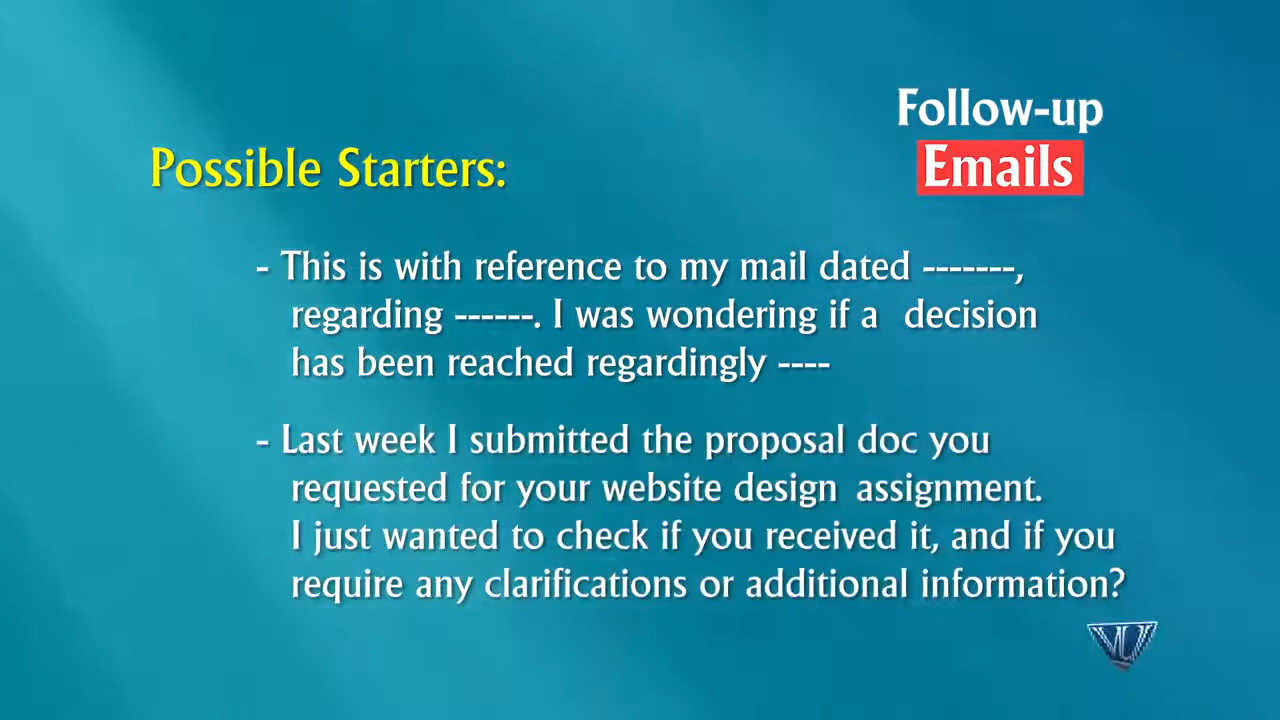 Follow-up
Emails
Possible Starters:
- This is with reference to my mail dated -------,
regarding ------. I was wondering if a decision
has been reached regardingly ----
- Last week I submitted the proposal doc you
requested for your website design assignment.
I just wanted to check if you received it, and if you
require any clarifications or additional information?
VU